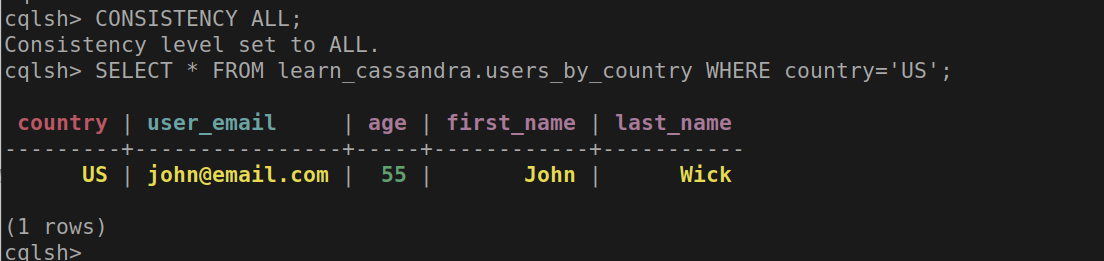 cqlsh> CONSISTENCY ALL;
Consistency level set to ALL.
cqlsh> SELECT * FROM learn_cassandra.users_by_country WHERE country='US';
 country | user_email     | age | first_name | last_name
---------+----------------+-----+------------+-----------
      US | john@email.com |  55 |       John |      Wick
(1 rows)
cqlsh>